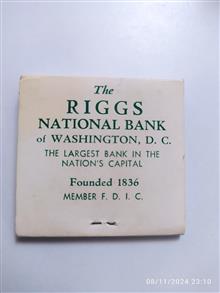 The
RIGGS
NATIONAL BANK
of WASHINGTON, D. C.
THE LARGEST BANK IN THE
NATION'S CAPITAL
Founded 1836
MEMBER F. D. I. C.
08/11/2024 23:10